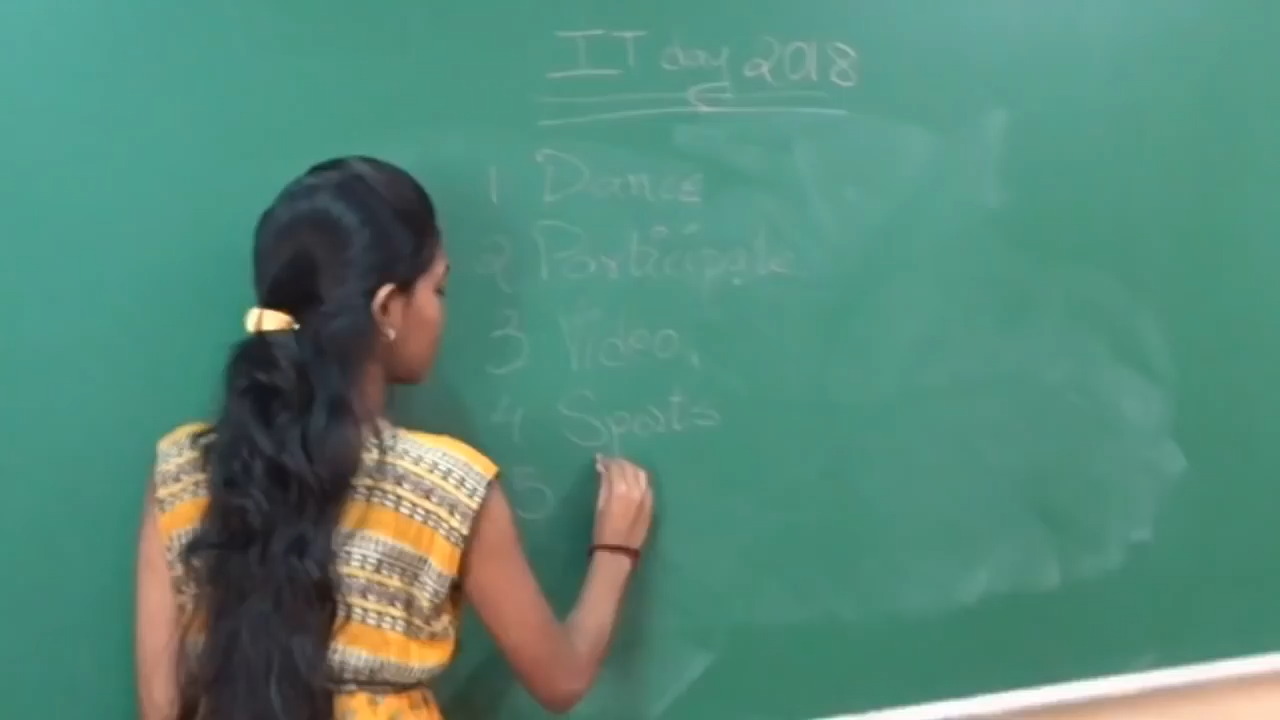 IT day 2018
1 Dance
2 Participate
3 Video,
4 Sports
5